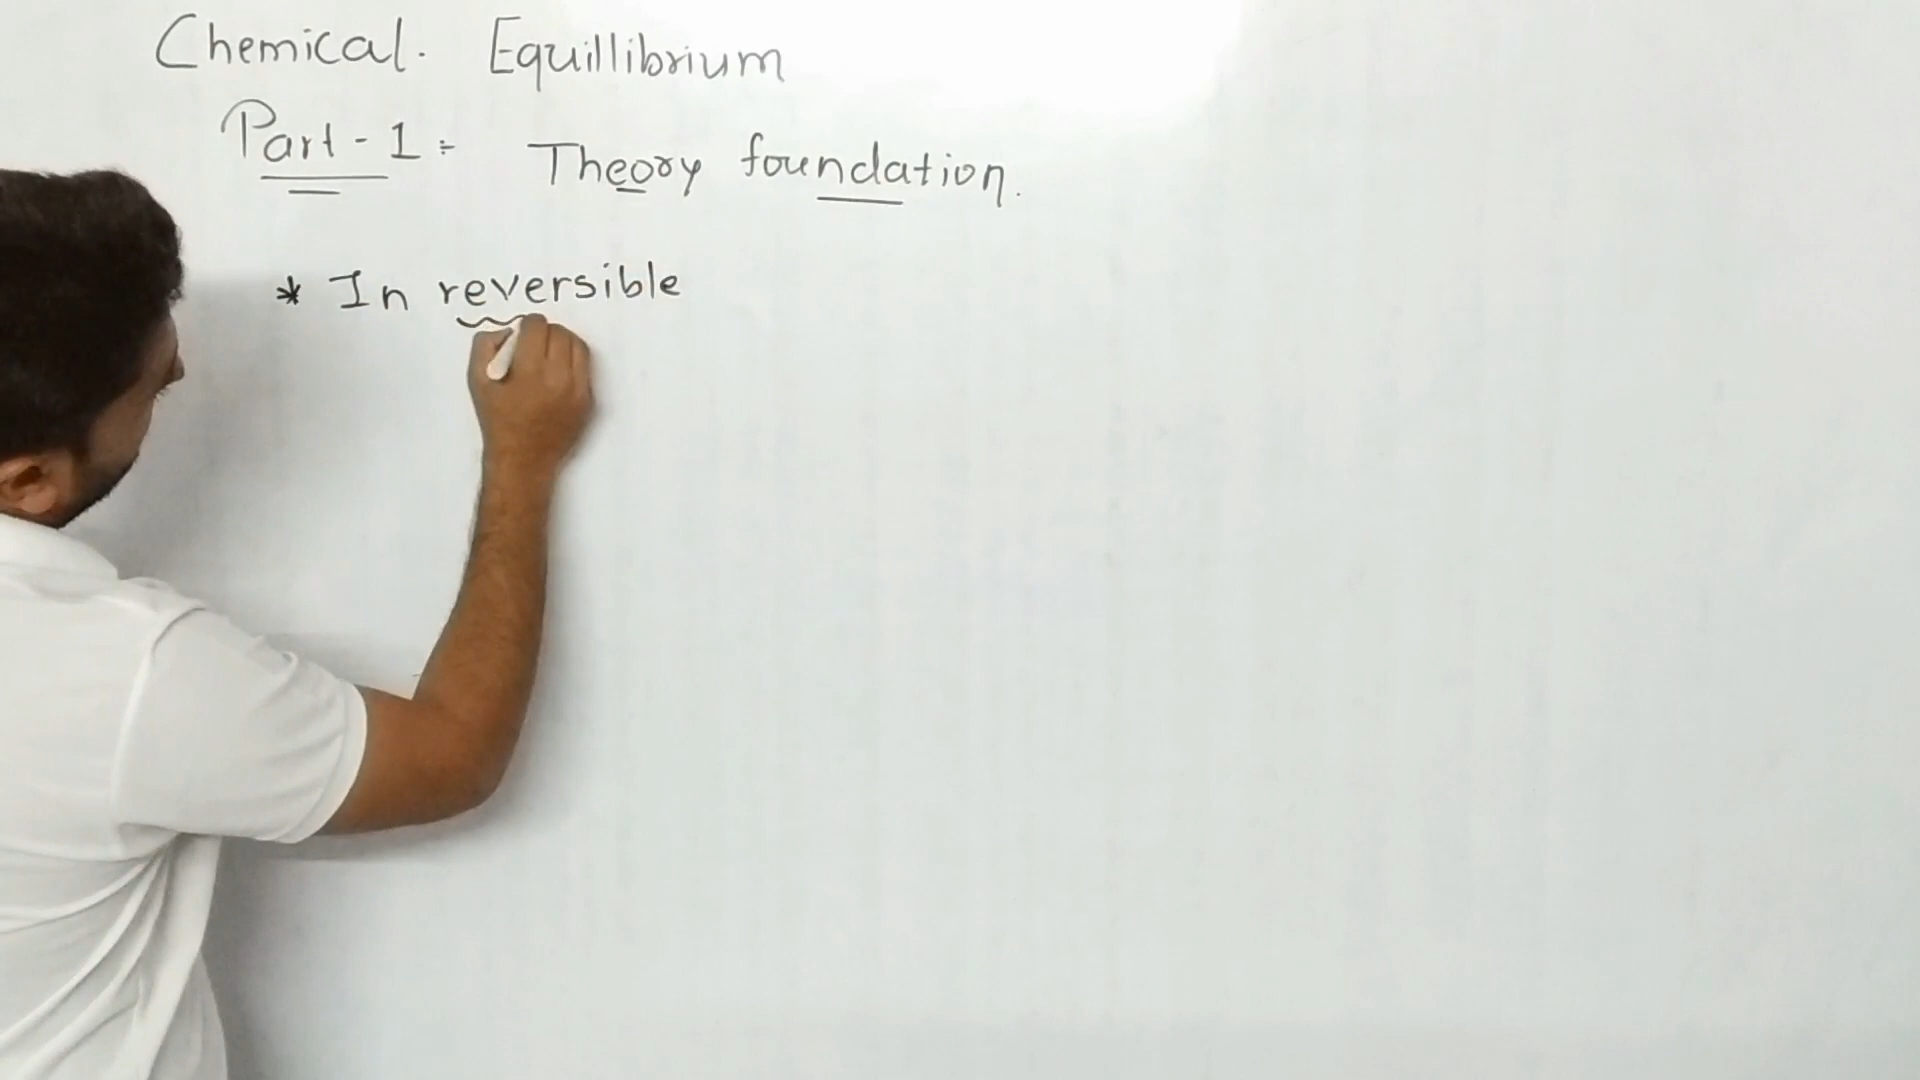 Chemical. Equillibrium
Part-1:- Theory foundation.
* In reversible